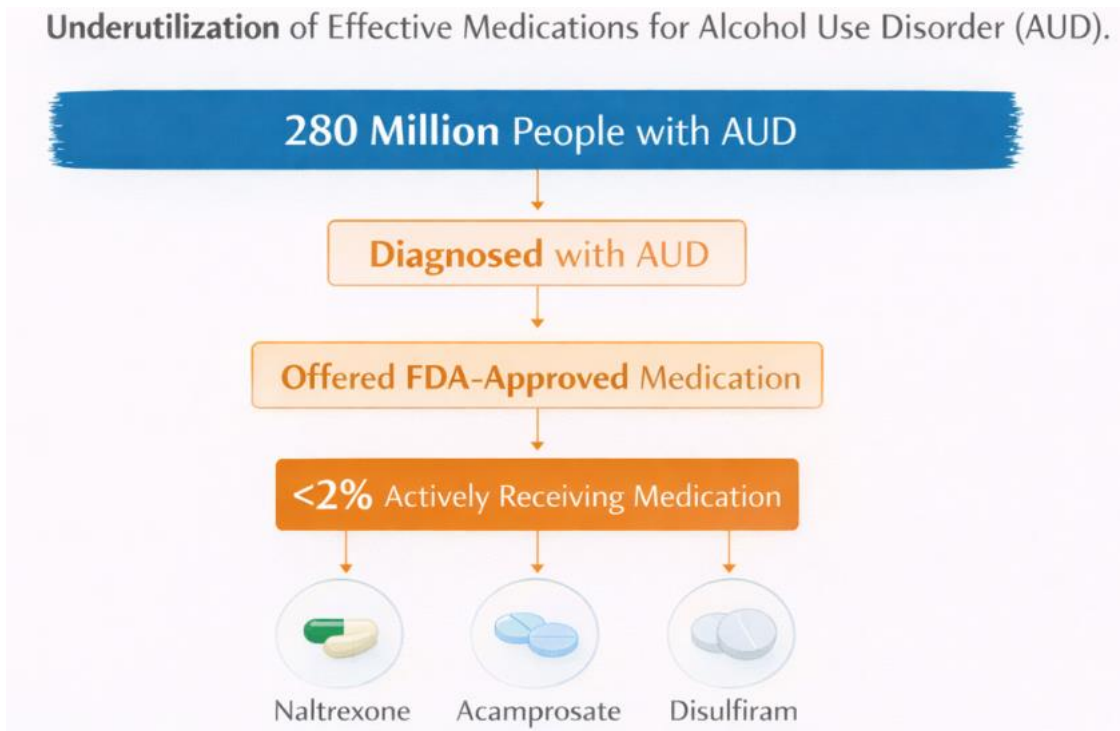 Underutilization of Effective Medications for Alcohol Use Disorder (AUD).
280 Million People with AUD
Diagnosed with AUD
Offered FDA-Approved Medication
<2% Actively Receiving Medication
Naltrexone
Acamprosate
Disulfiram